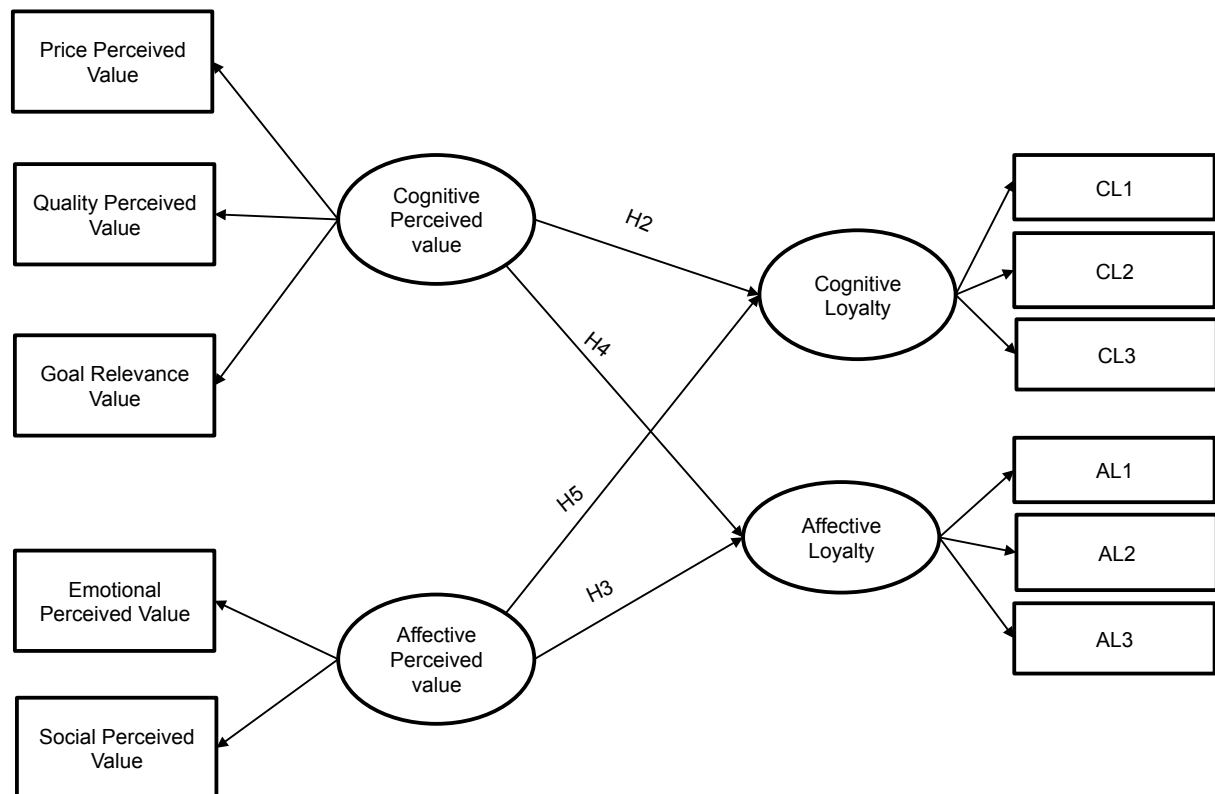 Price Perceived
Value
Quality Perceived
Value
Goal Relevance
Value
Emotional
Perceived Value
Social Perceived
Value
Cognitive
Perceived
value
Affective
Perceived
value
H2
H4
H5
H3
Cognitive
Loyalty
Affective
Loyalty
CL1
CL2
CL3
AL1
AL2
AL3